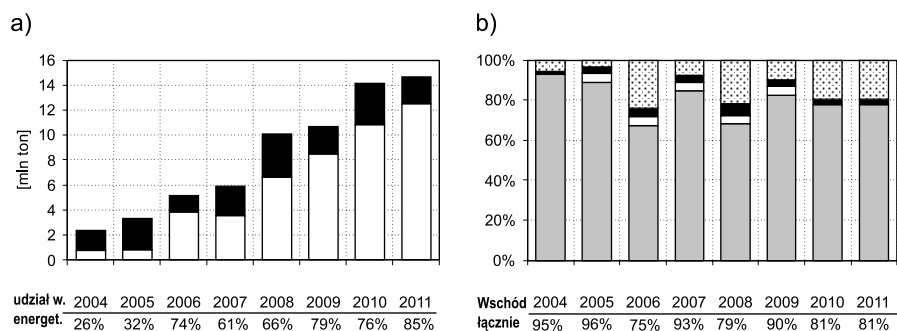 a)
16
14
12
10
8
6
4
2
0
[mln ton]
udział w. 2004 2005 2006 2007 2008 2009 2010 2011
energet. 26% 32% 74% 61% 66% 79% 76% 85%
b)
100%
80%
60%
40%
20%
0%
Wschód 2004 2005 2006 2007 2008 2009 2010 2011
łącznie 95% 96% 75% 93% 79% 90% 81% 81%